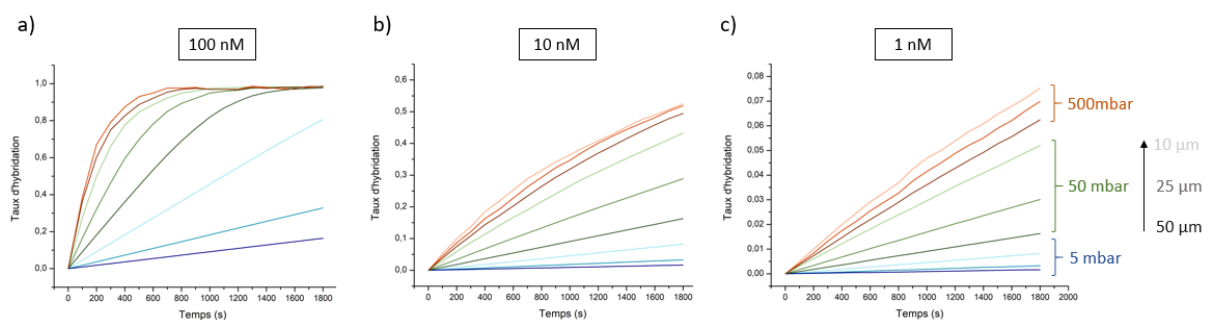 a)
100 nM
Taux d'hybridation
1,0
0,8
0,6
0,4
0,2
0,0
0 200 400 600 800 1000 1200 1400 1600 1800
Temps (s)
b)
10 nM
Taux d'hybridation
0,6
0,5
0,4
0,3
0,2
0,1
0,0
0 200 400 600 800 1000 1200 1400 1600 1800
Temps (s)
c)
1 nM
Taux d'hybridation
0,08
0,07
0,06
0,05
0,04
0,03
0,02
0,01
0,00
0 200 400 600 800 1000 1200 1400 1600 1800 2000
Temps (s)
500mbar
50 mbar
5 mbar
10 µm
25 µm
50 µm